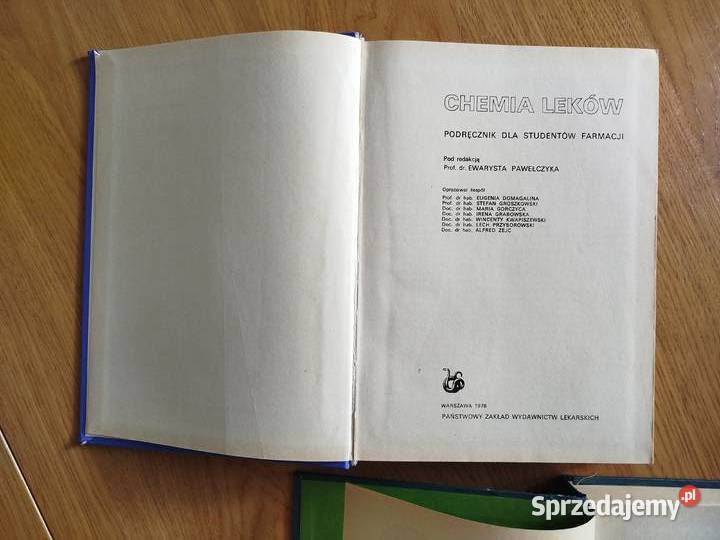 CHEMIA LEKÓW
PODRĘCZNIK DLA STUDENTÓW FARMACJI
Pod redakcją
Prof. dr. EWARYSTA PAWEŁCZYKA
Opracował zespół
Prof. dr hab. EUGENIA DOMAGALINA
Prof. dr hab. STEFAN GROSZKOWSKI
Doc. dr hab. MARIA GORCZYCA
Doc. dr hab. IRENA GRABOWSKA
Doc. dr hab. WINCENTY KWAPISZEWSKI
Doc. dr hab. LECH PRZYBOROWSKI
Doc. dr hab. ALFRED ZEJC
WARSZAWA 1978
PAŃSTWOWY ZAKŁAD WYDAWNICTW LEKARSKICH
Sprzedajemy.pl